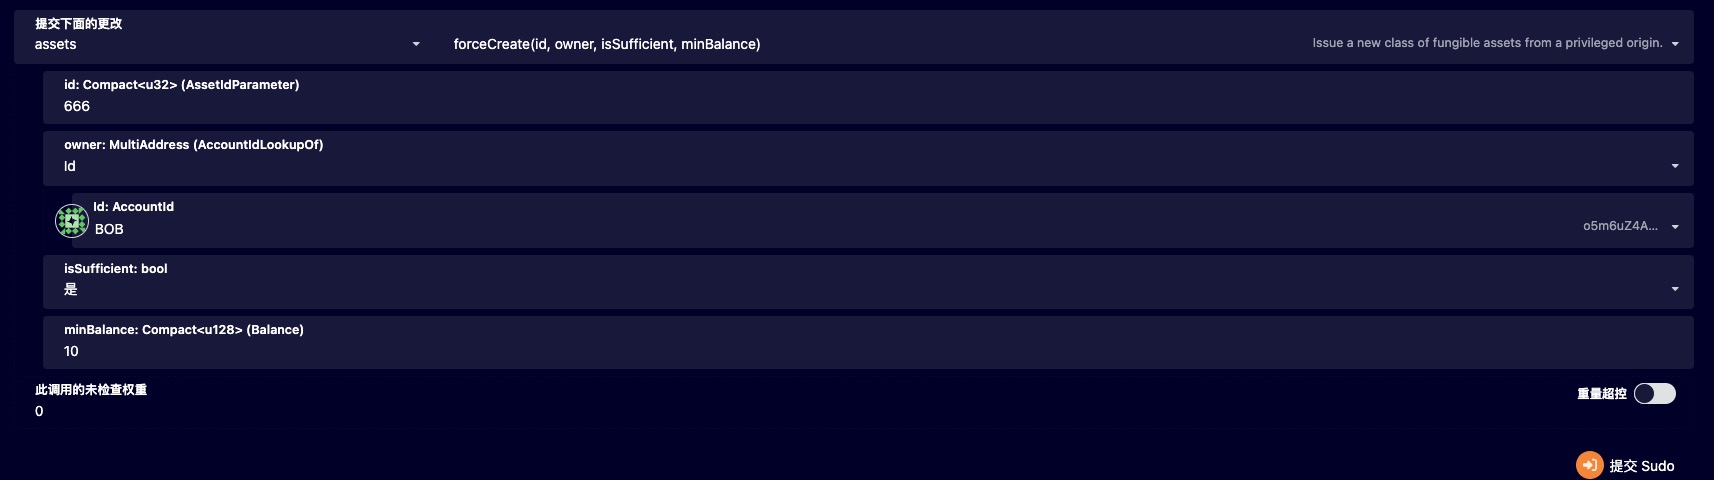 提交下面的更改
assets
forceCreate(id, owner, isSufficient, minBalance)
Issue a new class of fungible assets from a privileged origin.
id: Compact<u32> (AssetIdParameter)
666
owner: MultiAddress (AccountIdLookupOf)
Id
Id: AccountId
BOB
o5m6uZ4A...
isSufficient: bool
是
minBalance: Compact<u128> (Balance)
10
此调用的未检查权重
0
重量超控
提交 Sudo